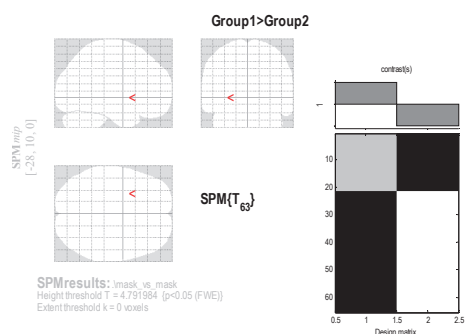 Group1>Group2
contrast(s)
1
SPMmip
[-28, 10, 0]
<
<
<
SPM{T63}
10
20
30
40
50
60
0.5 1 1.5 2 2.5
Design matrix
SPMresults: .\mask_vs_mask
Height threshold T = 4.791984 {p<0.05 (FWE)}
Extent threshold k = 0 voxels